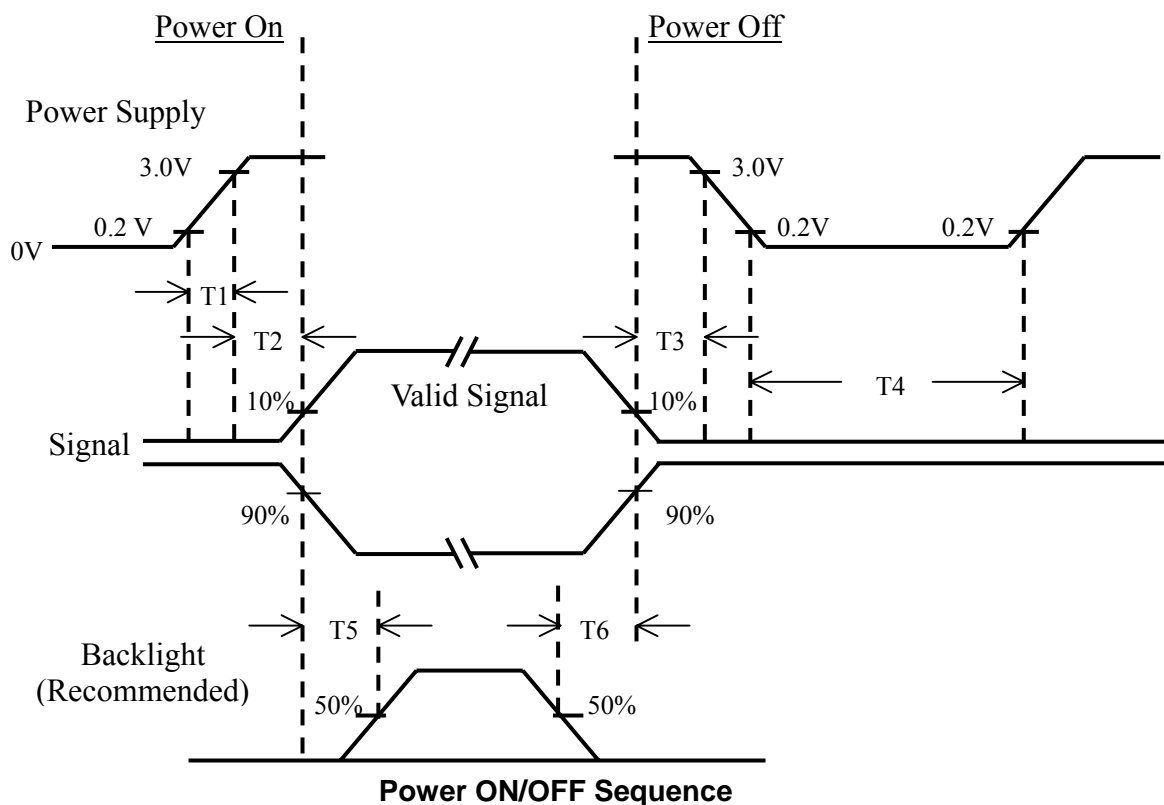 Power On
Power Off
Power Supply
3.0V
3.0V
0.2 V
0.2V
0.2V
0V
T1
T2
T3
T4
10%
Valid Signal
10%
Signal
90%
90%
T5
T6
Backlight
(Recommended)
50%
50%
Power ON/OFF Sequence